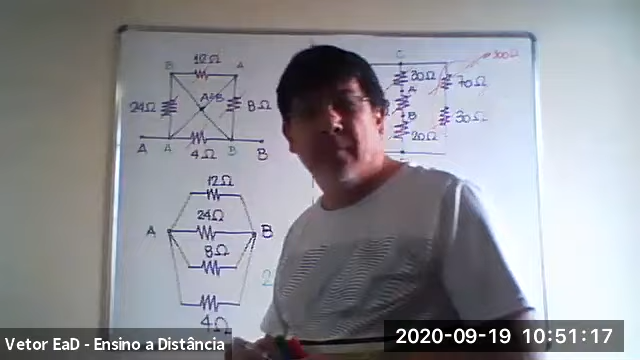 12Ω
B A
24Ω
A≡B
8Ω
A A 4Ω B B
12Ω
24Ω
A B
8Ω
4Ω
C
300Ω
30Ω
70Ω
A
B
20Ω
30Ω
Vetor EaD - Ensino a Distância
2020-09-19 10:51:17